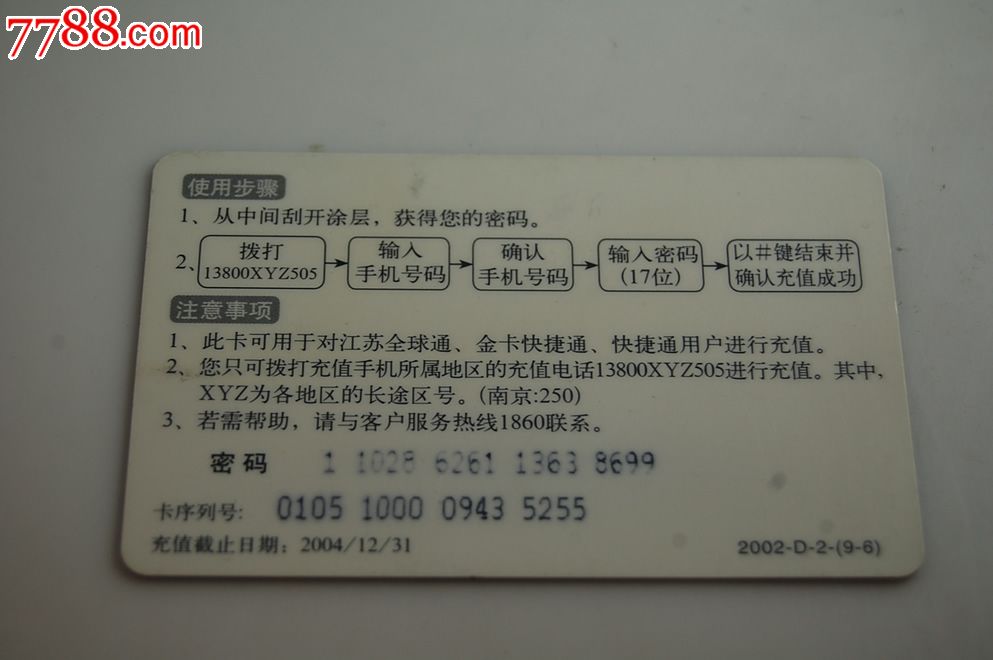 7788.com
使用步骤
1、从中间刮开涂层，获得您的密码。
2、拨打 13800XYZ505 → 输入 手机号码 → 确认 手机号码 → 输入密码 (17位) → 以#键结束并 确认充值成功
注意事项
1、此卡可用于对江苏全球通、金卡快捷通、快捷通用户进行充值。
2、您只可拨打充值手机所属地区的充值电话13800XYZ505进行充值。其中,
XYZ为各地区的长途区号。(南京:250)
3、若需帮助，请与客户服务热线1860联系。
密码 1 1028 6261 1363 8699
卡序列号: 0105 1000 0943 5255
充值截止日期：2004/12/31
2002-D-2-(9-6)